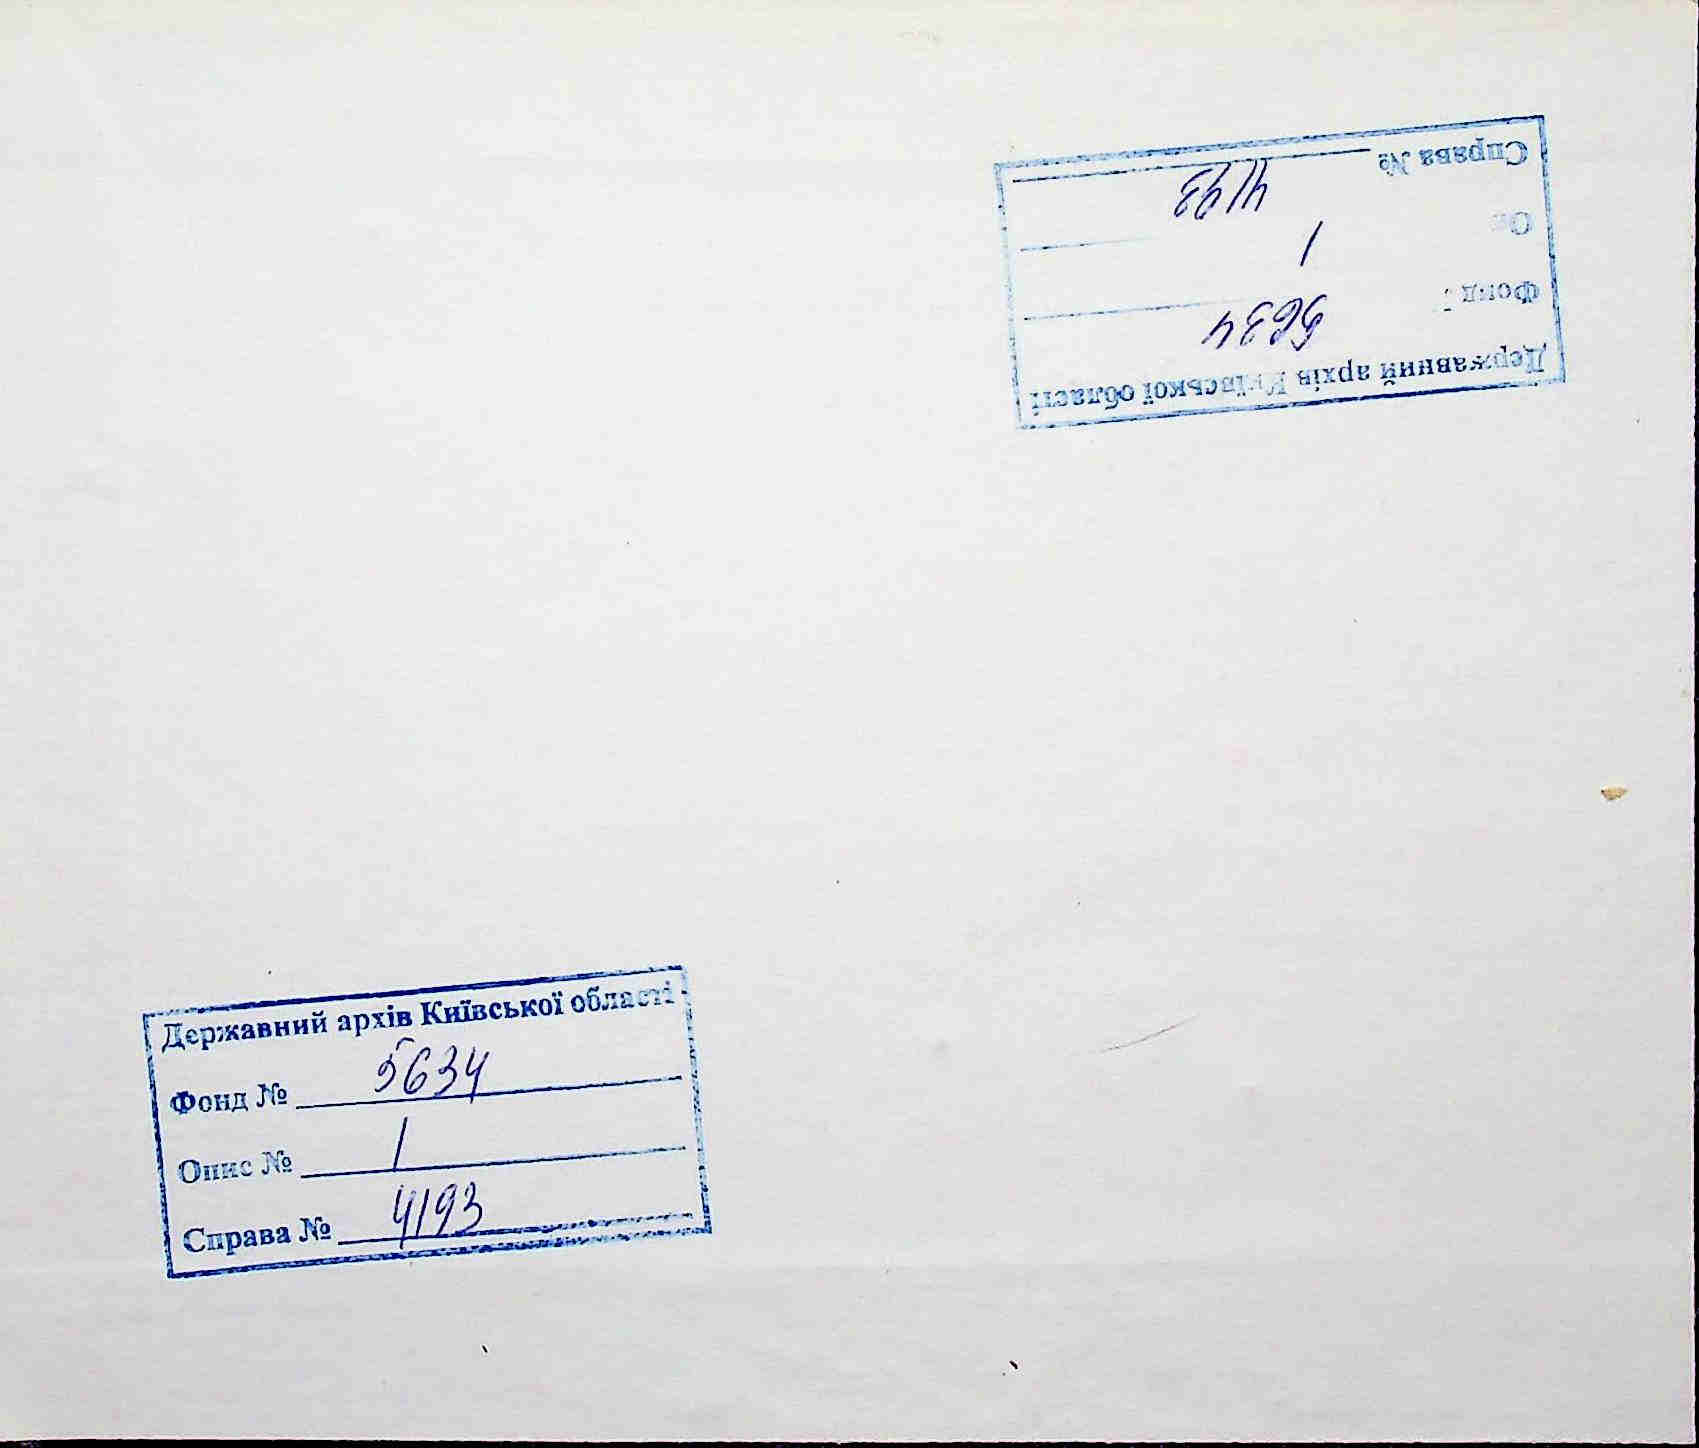 Справа № 4193
Оп 1
Фонд 5634
Державний архів Київської області
Державний архів Київської області
Фонд № 5634
Опис № 1
Справа № 4193